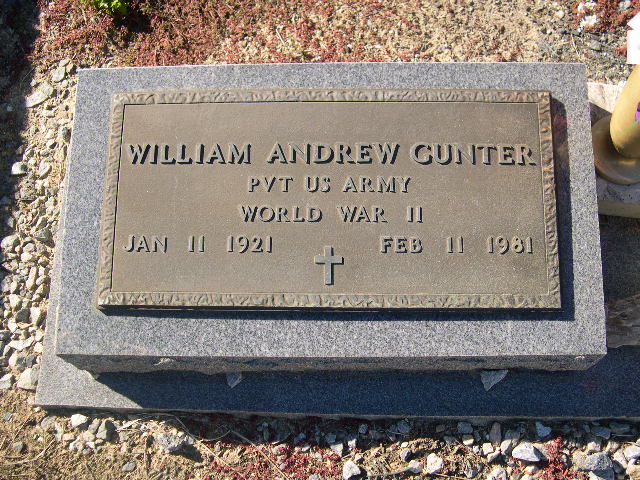 WILLIAM ANDREW GUNTER
PVT US ARMY
WORLD WAR II
JAN 11 1921 FEB 11 1981